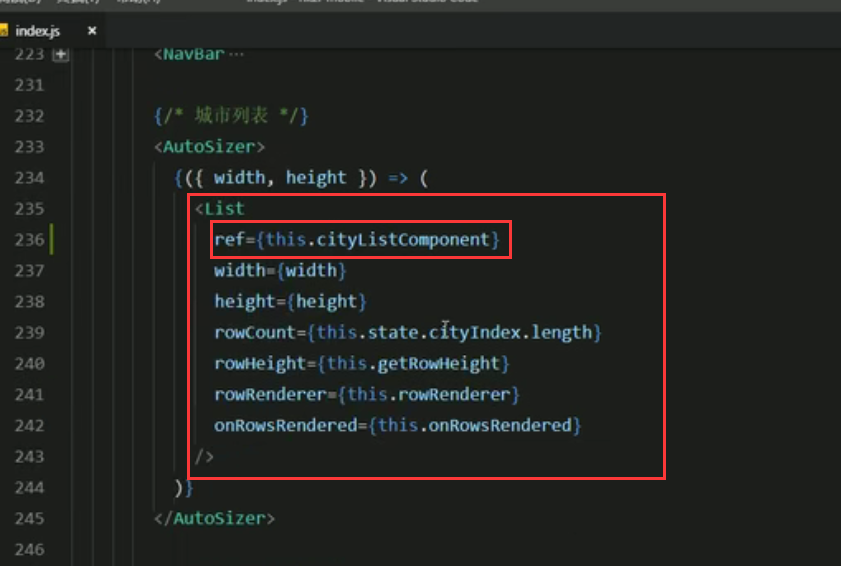 index.js ×
223 <NavBar ...
231
232 {/* 城市列表 */}
233 <AutoSizer>
234 {({ width, height }) => (
235 <List
236 ref={this.cityListComponent}
237 width={width}
238 height={height}
239 rowCount={this.state.cityIndex.length}
240 rowHeight={this.getRowHeight}
241 rowRenderer={this.rowRenderer}
242 onRowsRendered={this.onRowsRendered}
243 />
244 )}
245 </AutoSizer>
246